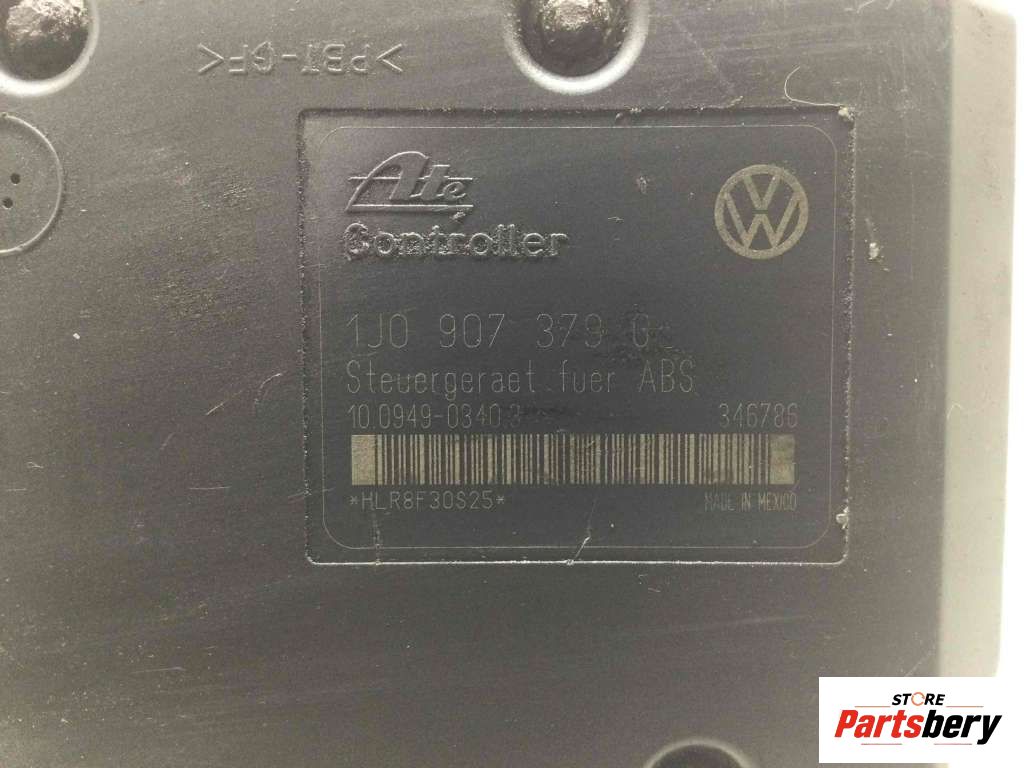 >PBT-GF<
Ate
Controller
1J0 907 379 G
Steuergeraet fuer ABS
10.0949-0340.3 346786
*HLR8F30S25*
MADE IN MEXICO
STORE
Partsbery